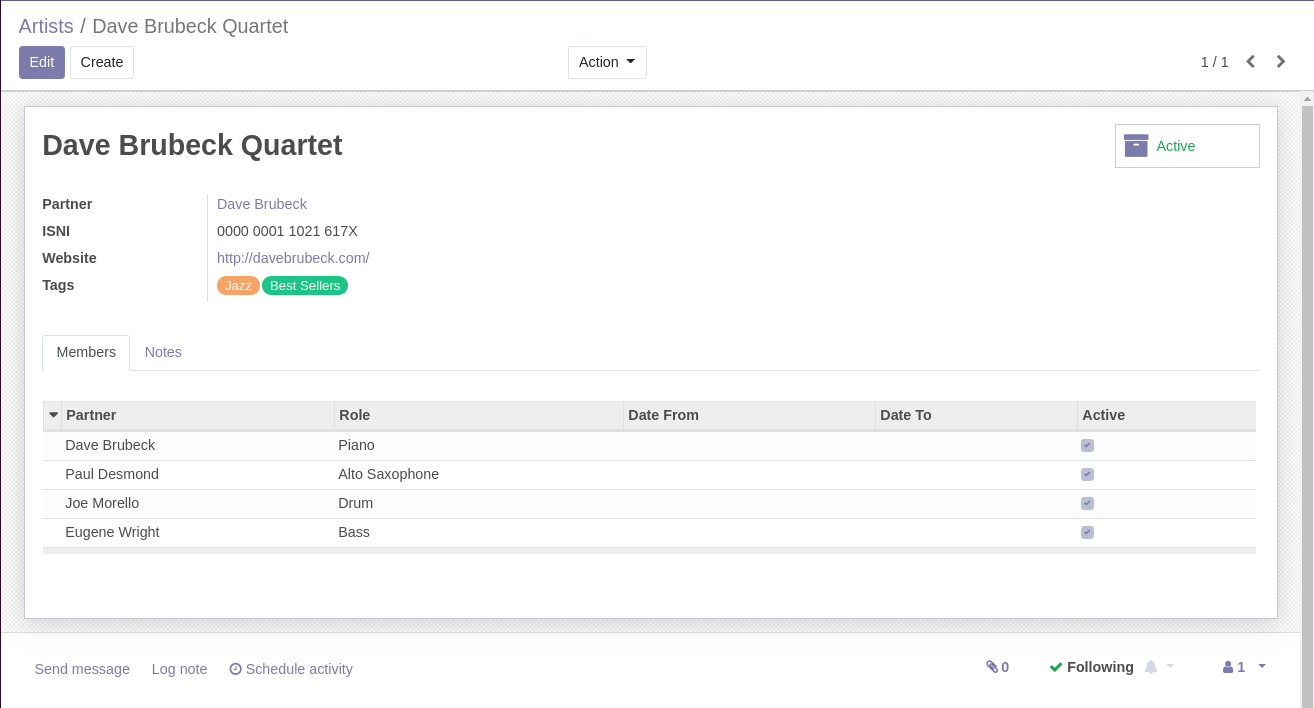 Artists / Dave Brubeck Quartet
Edit Create Action 1 / 1
Dave Brubeck Quartet
Active
Partner Dave Brubeck
ISNI 0000 0001 1021 617X
Website http://davebrubeck.com/
Tags Jazz Best Sellers
Members Notes
Partner Role Date From Date To Active
Dave Brubeck Piano
Paul Desmond Alto Saxophone
Joe Morello Drum
Eugene Wright Bass
Send message Log note Schedule activity 0 Following 1